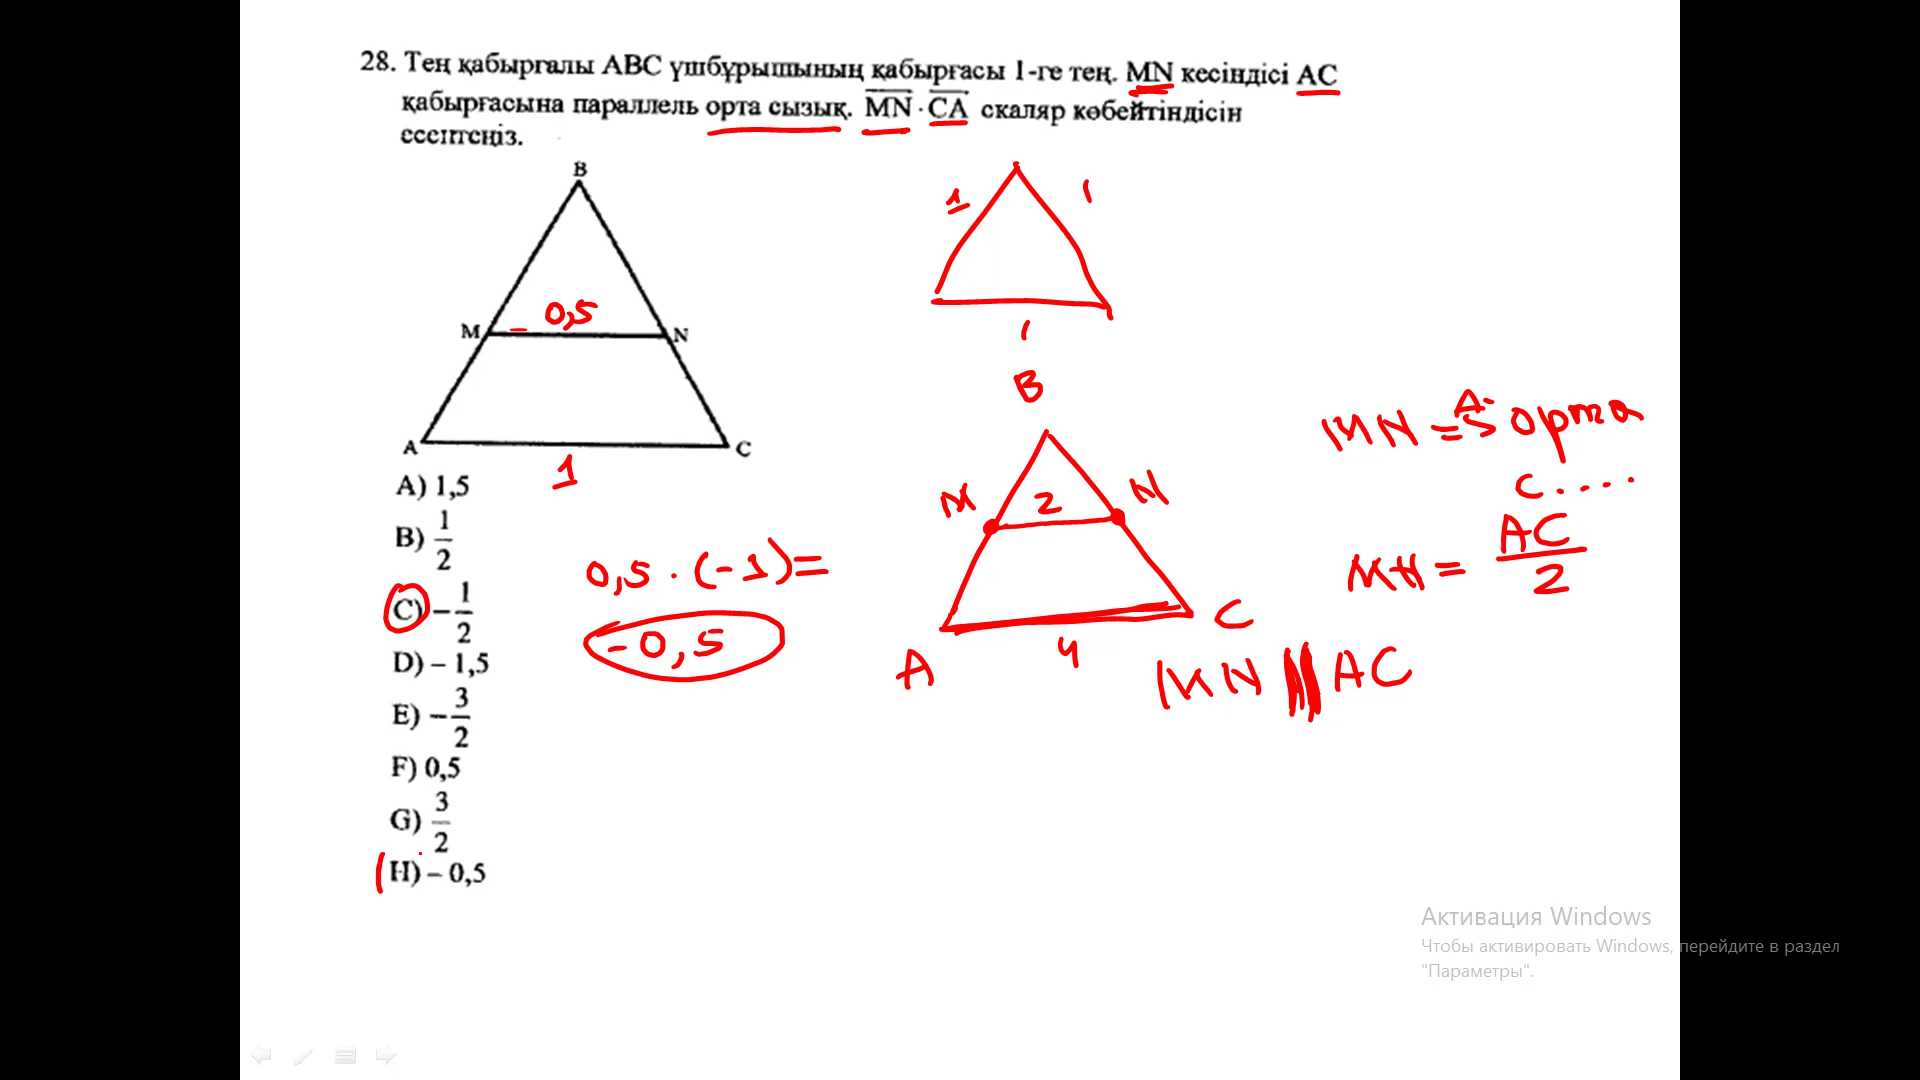 28. Тең қабырғалы ABC үшбұрышының қабырғасы 1-ге тең. MN кесіндісі AC
қабырғасына параллель орта сызық. MN · CA скаляр көбейтіндісін
есептеңіз.
B
M
N
0,5
A
C
1
1
1
1
B
M
N
2
A
C
4
MN =
орта
с....
MN = AC/2
MN || AC
0,5 · (-1) =
-0,5
A) 1,5
B) 1/2
C) - 1/2
D) - 1,5
E) - 3/2
F) 0,5
G) 3/2
H) - 0,5
Активация Windows
Чтобы активировать Windows, перейдите в раздел
"Параметры".